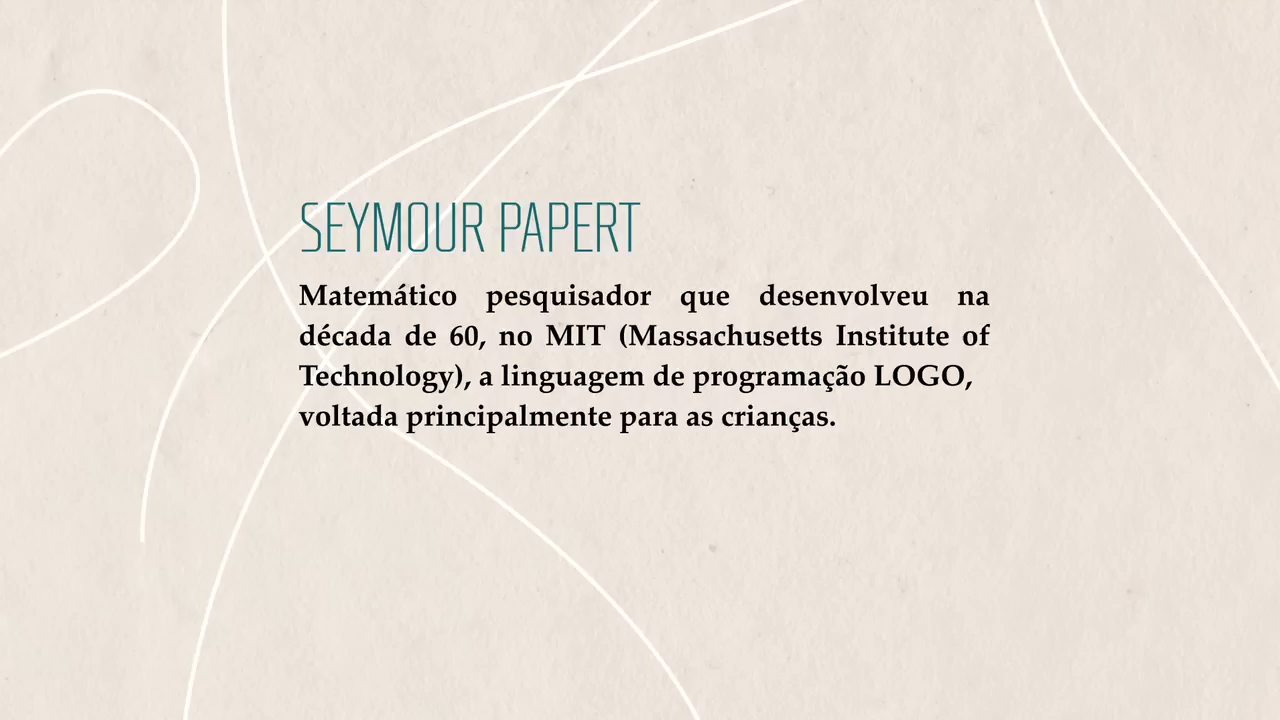 SEYMOUR PAPERT
Matemático pesquisador que desenvolveu na
década de 60, no MIT (Massachusetts Institute of
Technology), a linguagem de programação LOGO,
voltada principalmente para as crianças.